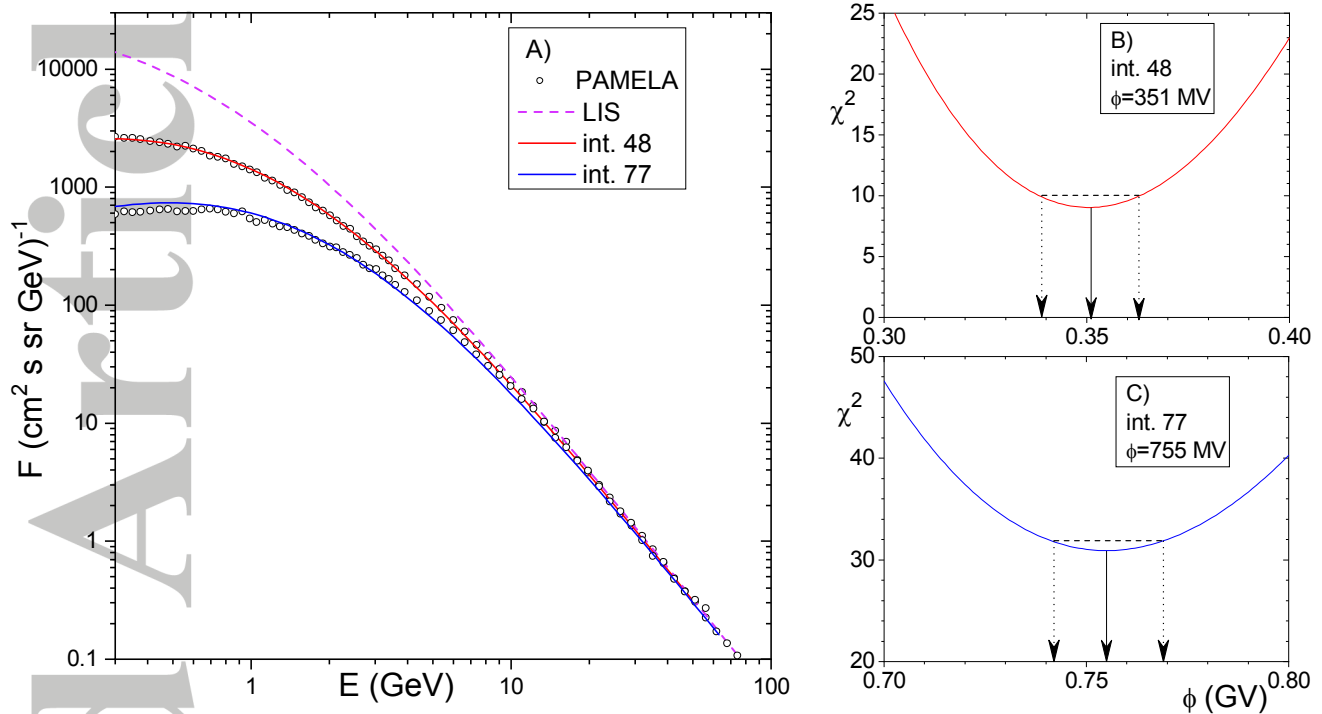 Articl
A)
PAMELA
LIS
int. 48
int. 77
10000
1000
100
10
1
0.1
F (cm² s sr GeV)⁻¹
1
10
100
E (GeV)
B)
int. 48
ϕ=351 MV
25
20
15
10
5
0
χ²
0.30
0.35
0.40
C)
int. 77
ϕ=755 MV
50
40
30
20
χ²
0.70
0.75
0.80
ϕ (GV)